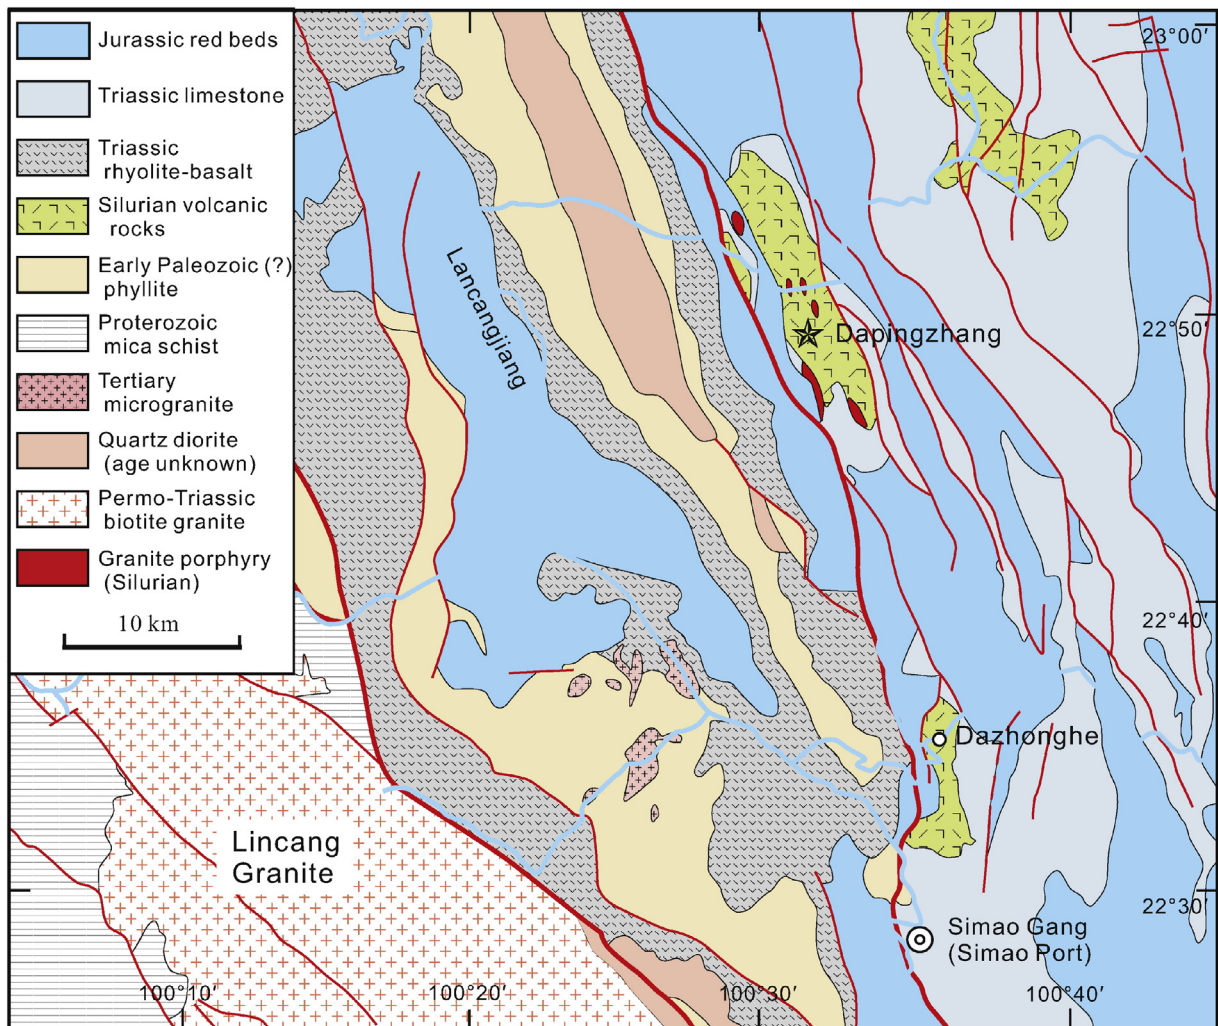 Jurassic red beds
Triassic limestone
Triassic
rhyolite-basalt
Silurian volcanic
rocks
Early Paleozoic (?)
phyllite
Proterozoic
mica schist
Tertiary
microgranite
Quartz diorite
(age unknown)
Permo-Triassic
biotite granite
Granite porphyry
(Silurian)
10 km
23°00′
Lancangjiang
22°50′
Dapingzhang
22°40′
Dazhonghe
Lincang
Granite
22°30′
Simao Gang
(Simao Port)
100°10′
100°20′
100°30′
100°40′